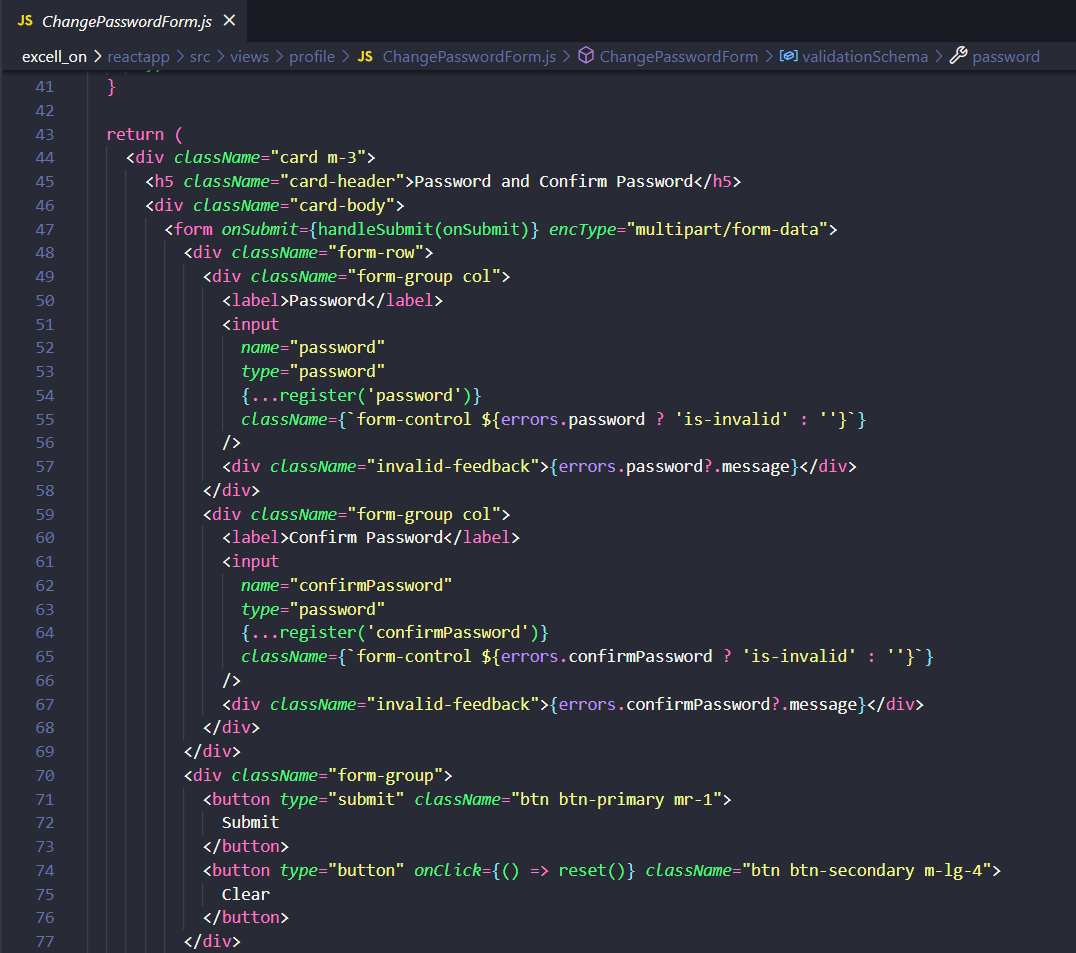 JS ChangePasswordForm.js ×
excell_on > reactapp > src > views > profile > JS ChangePasswordForm.js > ChangePasswordForm > validationSchema > password
41 }
42
43 return (
44 <div className="card m-3">
45 <h5 className="card-header">Password and Confirm Password</h5>
46 <div className="card-body">
47 <form onSubmit={handleSubmit(onSubmit)} encType="multipart/form-data">
48 <div className="form-row">
49 <div className="form-group col">
50 <label>Password</label>
51 <input
52 name="password"
53 type="password"
54 {...register('password')}
55 className={`form-control ${errors.password ? 'is-invalid' : ''}`}
56 />
57 <div className="invalid-feedback">{errors.password?.message}</div>
58 </div>
59 <div className="form-group col">
60 <label>Confirm Password</label>
61 <input
62 name="confirmPassword"
63 type="password"
64 {...register('confirmPassword')}
65 className={`form-control ${errors.confirmPassword ? 'is-invalid' : ''}`}
66 />
67 <div className="invalid-feedback">{errors.confirmPassword?.message}</div>
68 </div>
69 </div>
70 <div className="form-group">
71 <button type="submit" className="btn btn-primary mr-1">
72 Submit
73 </button>
74 <button type="button" onClick={() => reset()} className="btn btn-secondary m-lg-4">
75 Clear
76 </button>
77 </div>